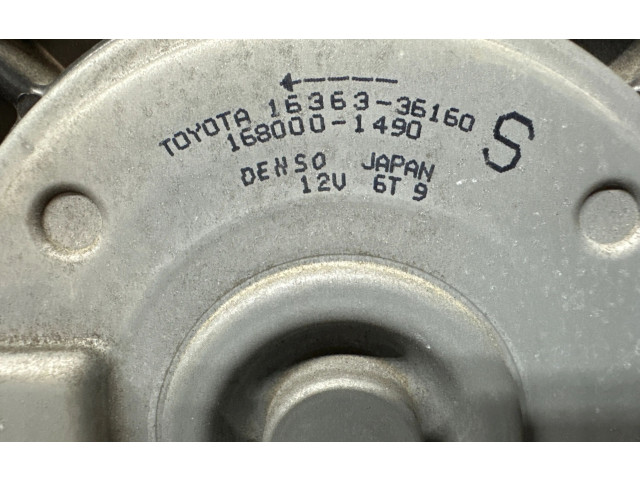 TOYOTA 16363-36160
168000-1490
S
DENSO JAPAN
12V 6T 9